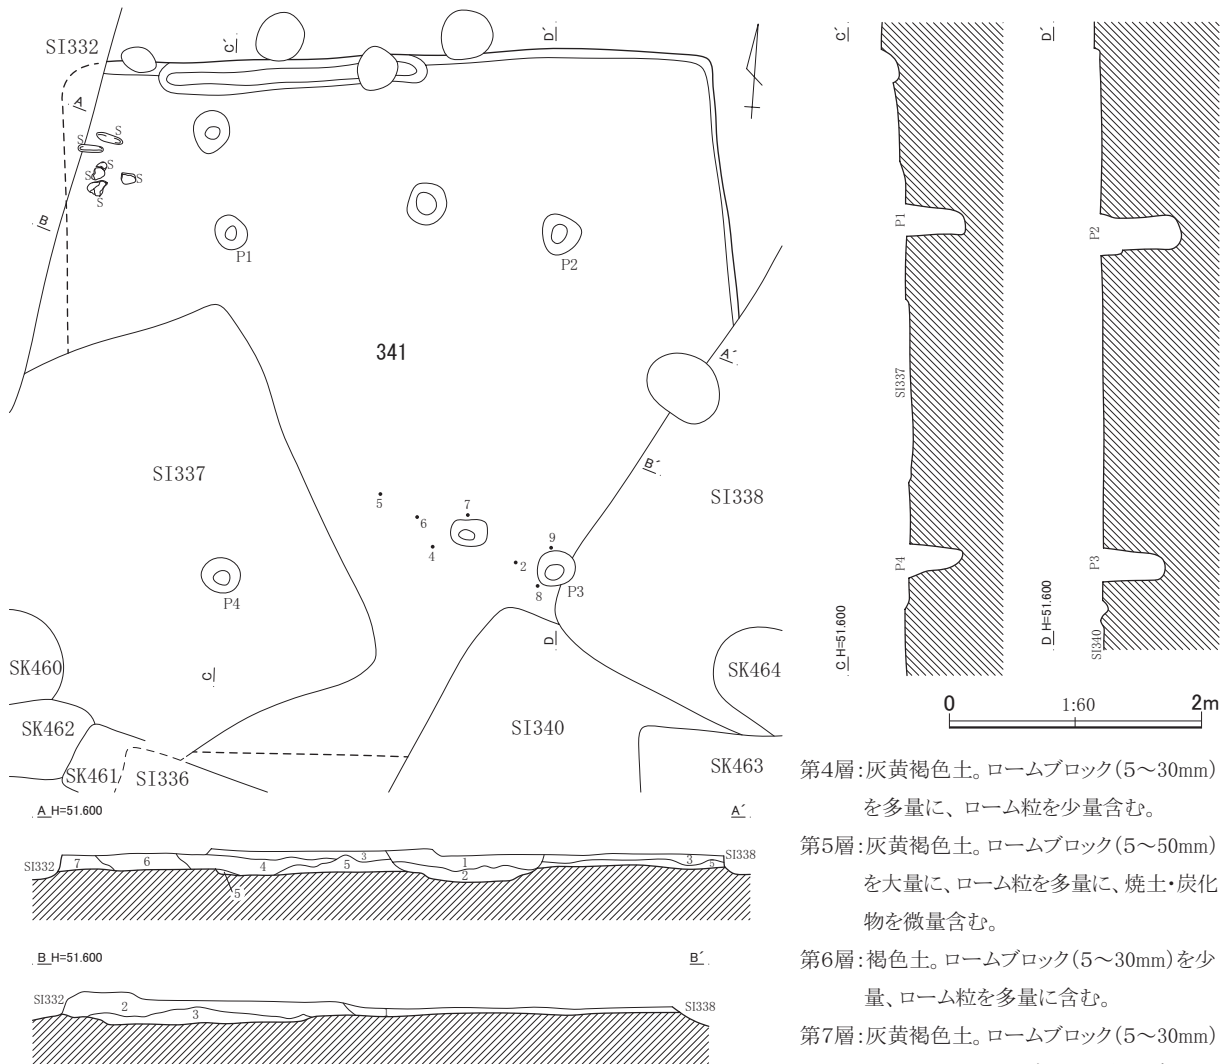 SI332
C´
D´
A
S
S
S
S
S
S
B
P1
P2
341
A´
SI337
B´
SI338
5
6
7
4
9
2
8
P3
P4
D
C
SK460
SK464
SK462
SI340
SK461
SI336
SK463
C´
D´
P1
P2
SI337
P4
P3
C H=51.600
D H=51.600
SI340
0 1:60 2m
A H=51.600
A´
SI332 7 6 4 3 5 1 2 3 5 SI338
5
B H=51.600
B´
SI332 2 3 SI338
第4層：灰黄褐色土。ロームブロック（5～30mm）
を多量に、ローム粒を少量含む。
第5層：灰黄褐色土。ロームブロック（5～50mm）
を大量に、ローム粒を多量に、焼土・炭化
物を微量含む。
第6層：褐色土。ロームブロック（5～30mm）を少
量、ローム粒を多量に含む。
第7層：灰黄褐色土。ロームブロック（5～30mm）